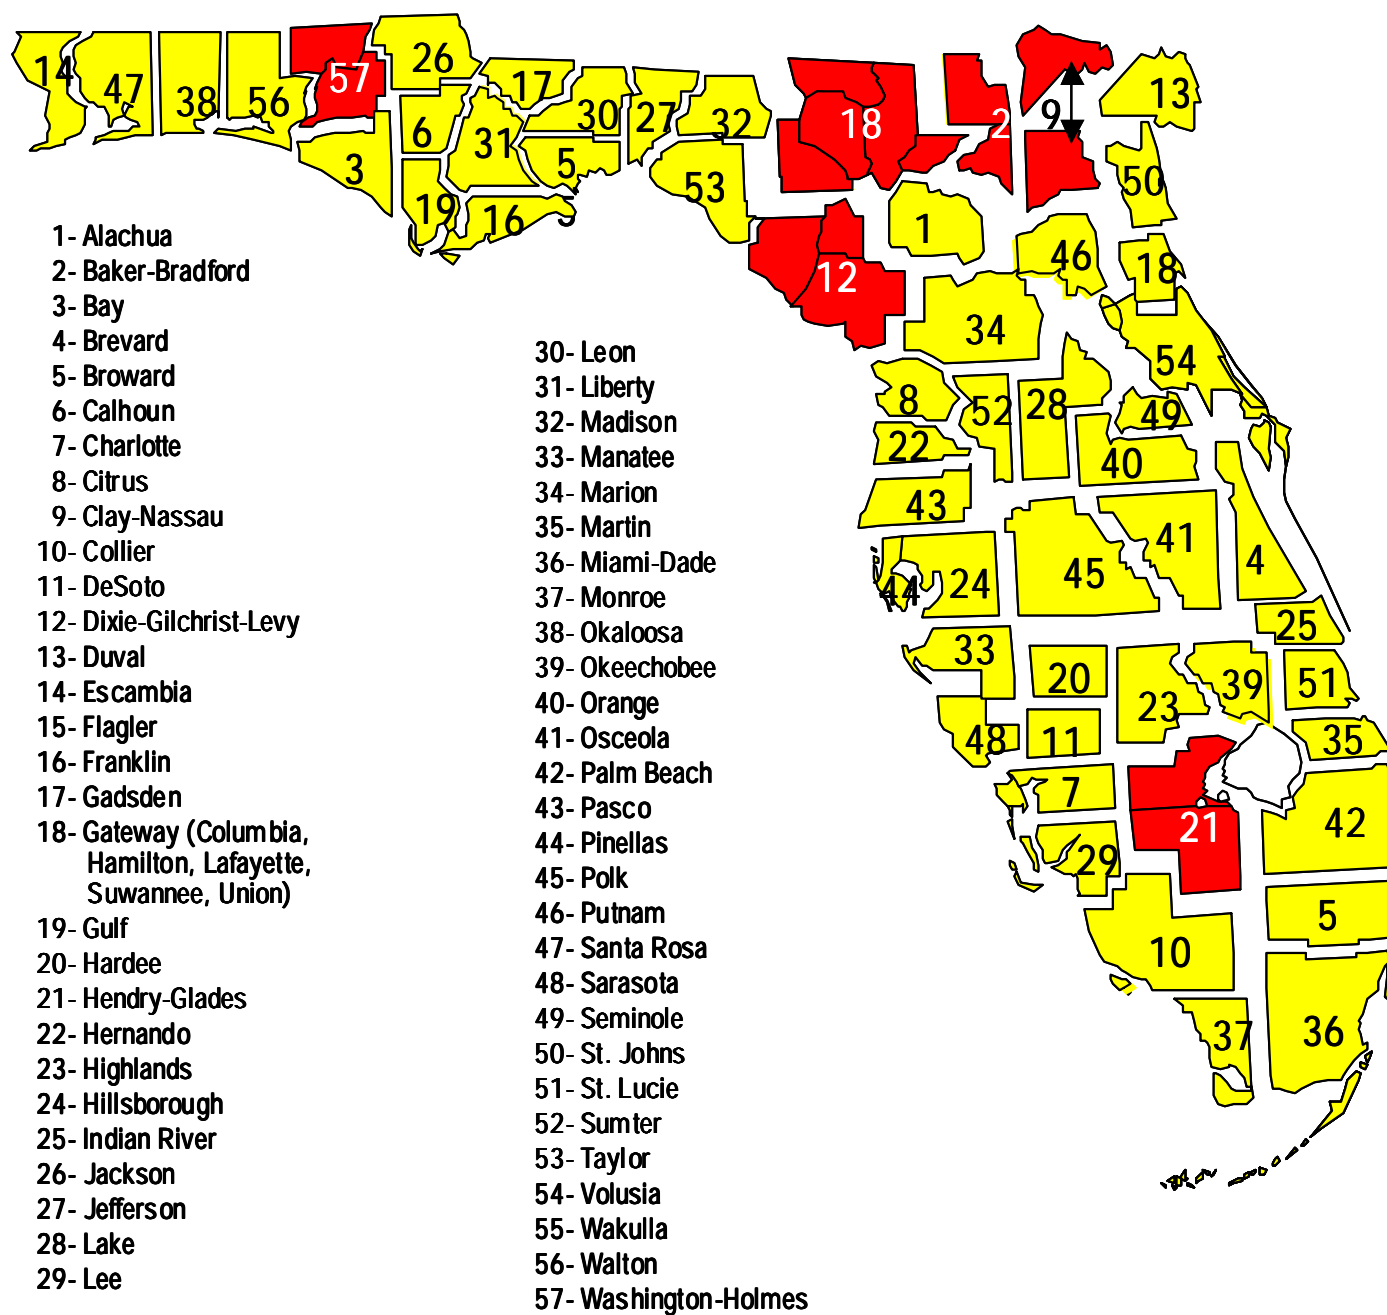 14
47
38
56
57
26
17
30
27
32
18
2
9
13
6
31
3
5
53
50
19
16
5
1
46
18
12
34
54
8
52
28
49
22
40
43
41
4
44
24
45
25
33
20
23
39
51
48
11
35
7
21
42
29
5
10
37
36
1- Alachua
2- Baker-Bradford
3- Bay
4- Brevard
5- Broward
6- Calhoun
7- Charlotte
8- Citrus
9- Clay-Nassau
10- Collier
11- DeSoto
12- Dixie-Gilchrist-Levy
13- Duval
14- Escambia
15- Flagler
16- Franklin
17- Gadsden
18- Gateway (Columbia,
Hamilton, Lafayette,
Suwannee, Union)
19- Gulf
20- Hardee
21- Hendry-Glades
22- Hernando
23- Highlands
24- Hillsborough
25- Indian River
26- Jackson
27- Jefferson
28- Lake
29- Lee
30- Leon
31- Liberty
32- Madison
33- Manatee
34- Marion
35- Martin
36- Miami-Dade
37- Monroe
38- Okaloosa
39- Okeechobee
40- Orange
41- Osceola
42- Palm Beach
43- Pasco
44- Pinellas
45- Polk
46- Putnam
47- Santa Rosa
48- Sarasota
49- Seminole
50- St. Johns
51- St. Lucie
52- Sumter
53- Taylor
54- Volusia
55- Wakulla
56- Walton
57- Washington-Holmes